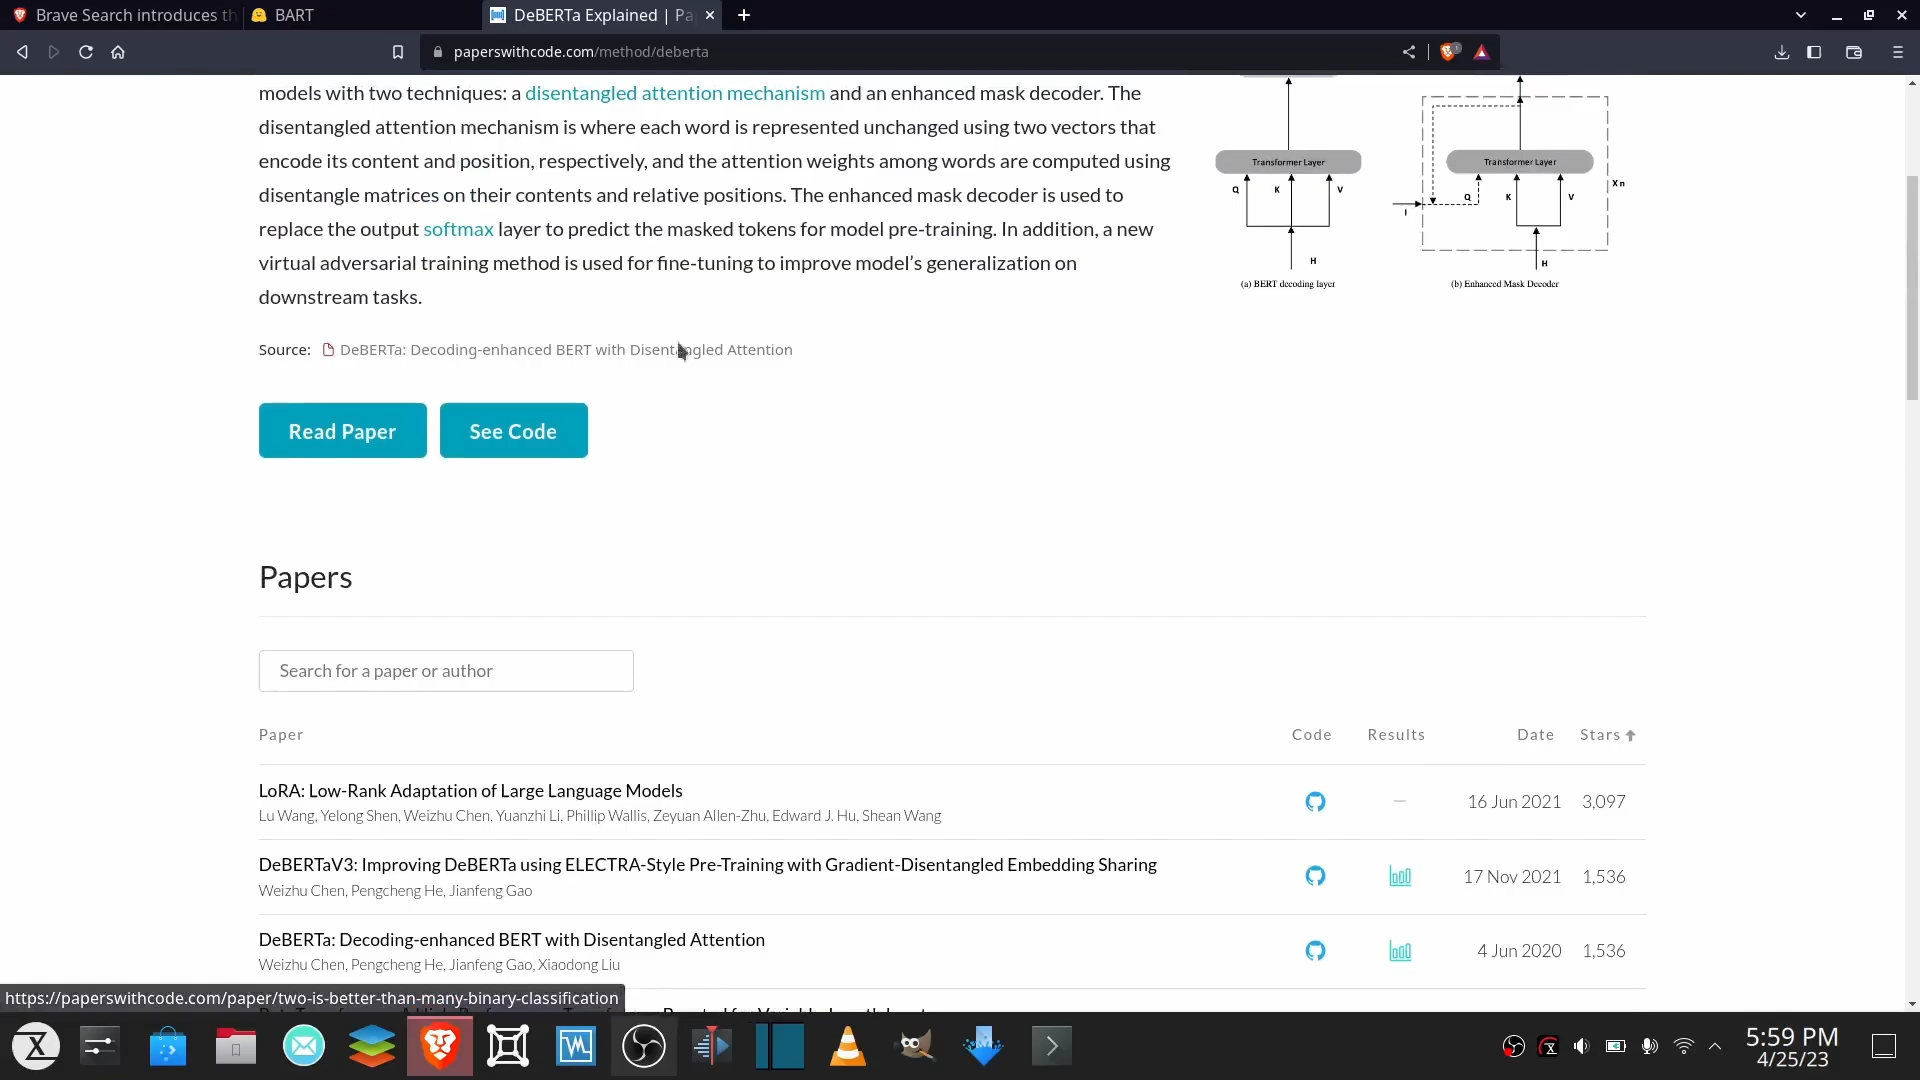 Brave Search introduces th
BART
DeBERTa Explained | Pa
paperswithcode.com/method/deberta
models with two techniques: a disentangled attention mechanism and an enhanced mask decoder. The
disentangled attention mechanism is where each word is represented unchanged using two vectors that
encode its content and position, respectively, and the attention weights among words are computed using
disentangle matrices on their contents and relative positions. The enhanced mask decoder is used to
replace the output softmax layer to predict the masked tokens for model pre-training. In addition, a new
virtual adversarial training method is used for fine-tuning to improve model’s generalization on
downstream tasks.
Transformer Layer
Q K V
H
(a) BERT decoding layer
Transformer Layer
Q K V
I
H
Xn
(b) Enhanced Mask Decoder
Source: DeBERTa: Decoding-enhanced BERT with Disentangled Attention
Read Paper See Code
Papers
Search for a paper or author
Paper Code Results Date Stars
LoRA: Low-Rank Adaptation of Large Language Models
Lu Wang, Yelong Shen, Weizhu Chen, Yuanzhi Li, Phillip Wallis, Zeyuan Allen-Zhu, Edward J. Hu, Shean Wang
— 16 Jun 2021 3,097
DeBERTaV3: Improving DeBERTa using ELECTRA-Style Pre-Training with Gradient-Disentangled Embedding Sharing
Weizhu Chen, Pengcheng He, Jianfeng Gao
17 Nov 2021 1,536
DeBERTa: Decoding-enhanced BERT with Disentangled Attention
Weizhu Chen, Pengcheng He, Jianfeng Gao, Xiaodong Liu
4 Jun 2020 1,536
https://paperswithcode.com/paper/two-is-better-than-many-binary-classification
5:59 PM
4/25/23